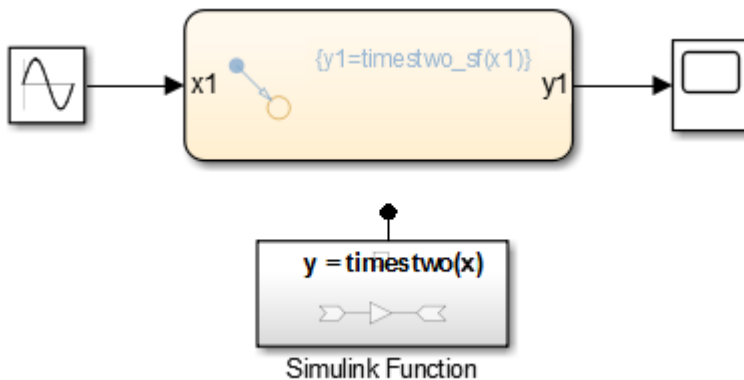 {y1=timestwo_sf(x1)}
x1
y1
y = timestwo(x)
Simulink Function